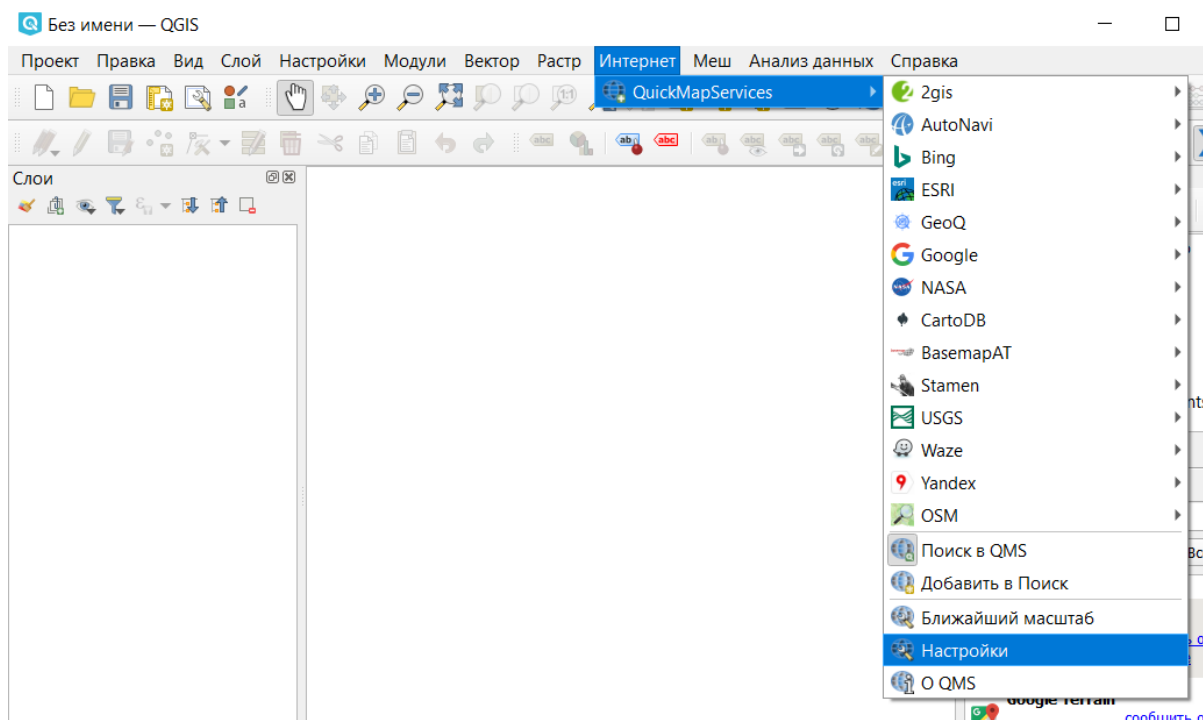 Без имени — QGIS
Проект Правка Вид Слой Настройки Модули Вектор Растр Интернет Меш Анализ данных Справка
QuickMapServices
2gis
AutoNavi
Bing
ESRI
GeoQ
Google
NASA
CartoDB
BasemapAT
Stamen
USGS
Waze
Yandex
OSM
Поиск в QMS
Добавить в Поиск
Ближайший масштаб
Настройки
О QMS
Слои
Google Terrain
сообщить о